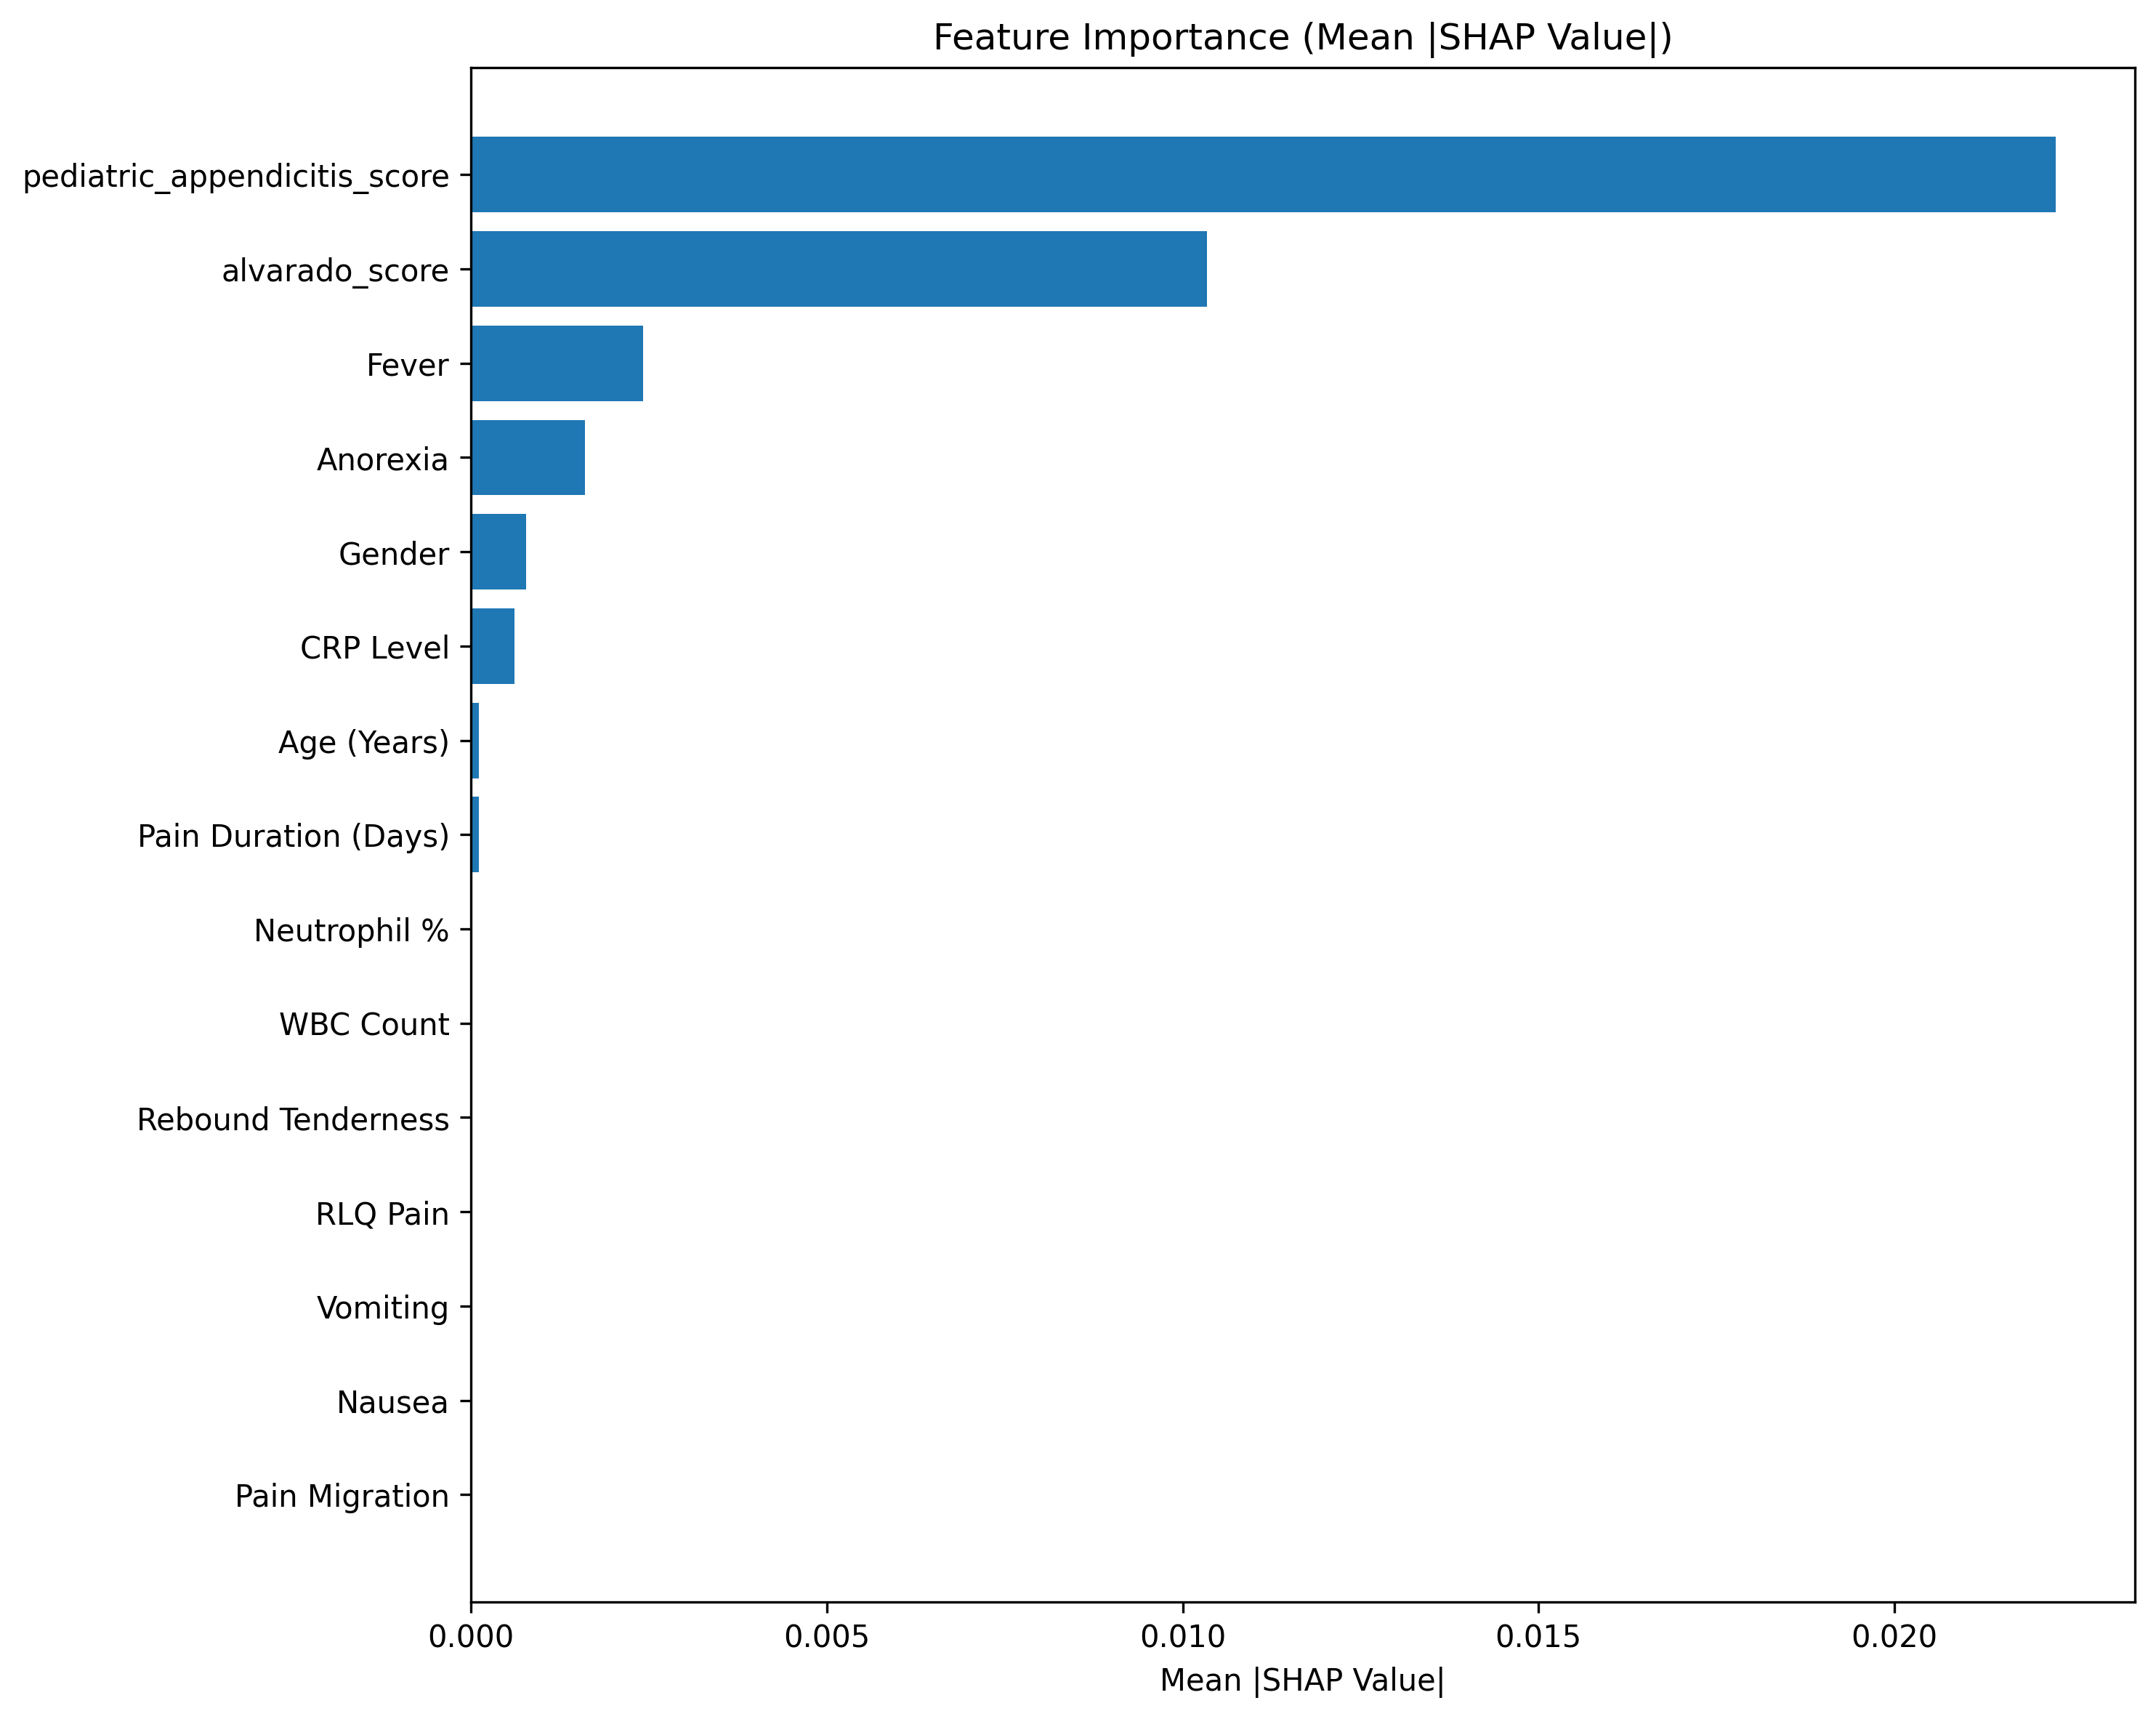 Feature Importance (Mean |SHAP Value|)
pediatric_appendicitis_score
alvarado_score
Fever
Anorexia
Gender
CRP Level
Age (Years)
Pain Duration (Days)
Neutrophil %
WBC Count
Rebound Tenderness
RLQ Pain
Vomiting
Nausea
Pain Migration
0.000 0.005 0.010 0.015 0.020
Mean |SHAP Value|